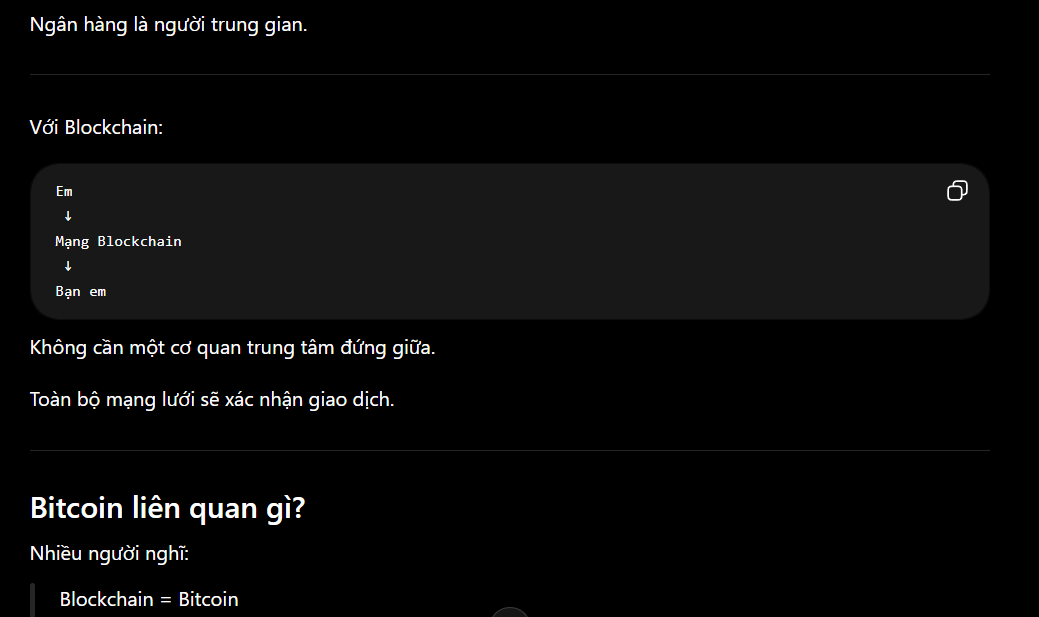 Ngân hàng là người trung gian.
Với Blockchain:
Em
↓
Mạng Blockchain
↓
Bạn em
Không cần một cơ quan trung tâm đứng giữa.
Toàn bộ mạng lưới sẽ xác nhận giao dịch.
Bitcoin liên quan gì?
Nhiều người nghĩ:
Blockchain = Bitcoin